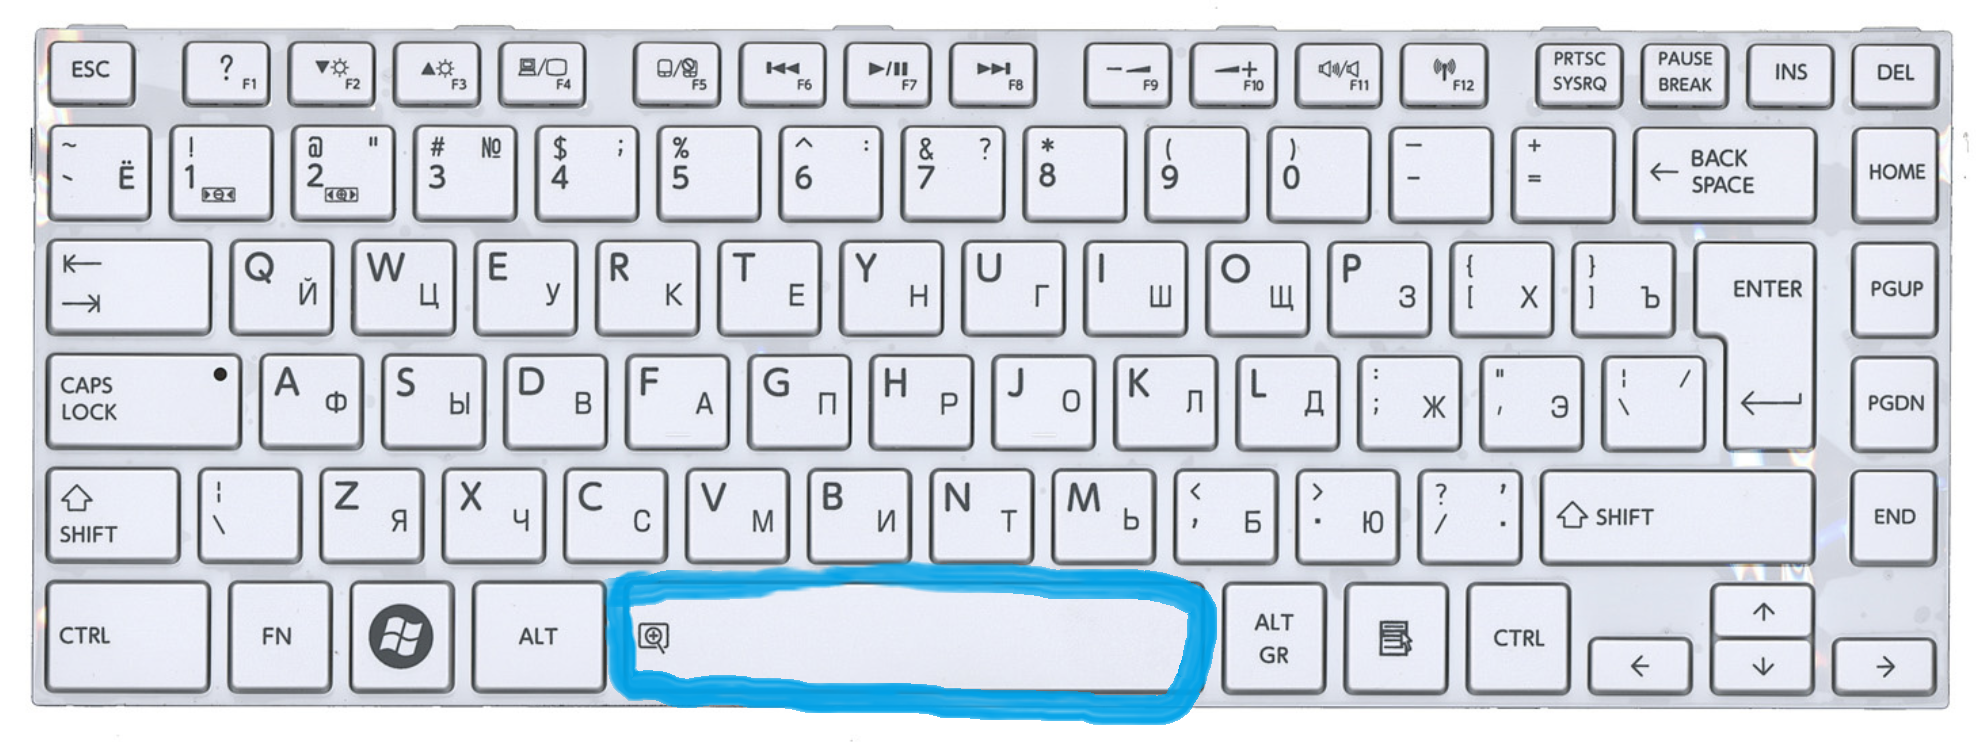 ESC ? F1 F2 F3 F4 F5 F6 F7 F8 − F9 + F10 F11 F12 PRTSC SYSRQ PAUSE BREAK INS DEL
~ ` Ё ! 1 @ " 2 # № 3 $ ; 4 % 5 ^ : 6 & ? 7 * 8 ( 9 ) 0 — - + = ← BACK SPACE HOME
Q Й W Ц E У R К T Е Y Н U Г I Ш O Щ P З { [ Х } ] Ъ ENTER PGUP
CAPS LOCK A Ф S Ы D В F А G П H Р J О K Л L Д : ; Ж " ' Э ¦ / \ PGDN
SHIFT ¦ \ Z Я X Ч C С V М B И N Т M Ь < , Б > . Ю ? , / . SHIFT END
CTRL FN ALT ALT GR CTRL ← ↑ ↓ →